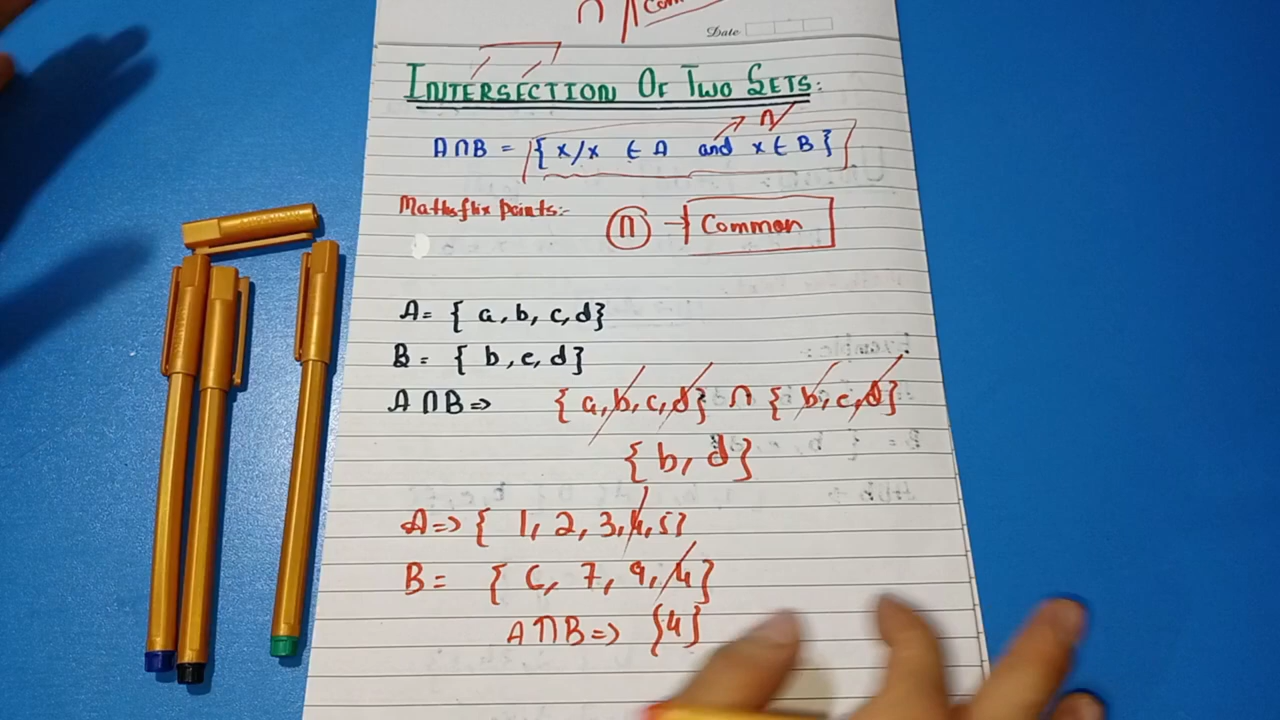 ∩
Date
INTERSECTION OF TWO SETS:
∩
A∩B = { x/x ∈ A and x ∈ B }
Mathsflix points:-
∩ → Common
A= { a, b, c, d }
B = { b, e, d }
A∩B => { a, b, c, d } ∩ { b, e, d }
{ b, d }
A => { 1, 2, 3, 4, 5 }
B = { 6, 7, 9, 4 }
A∩B => {4}